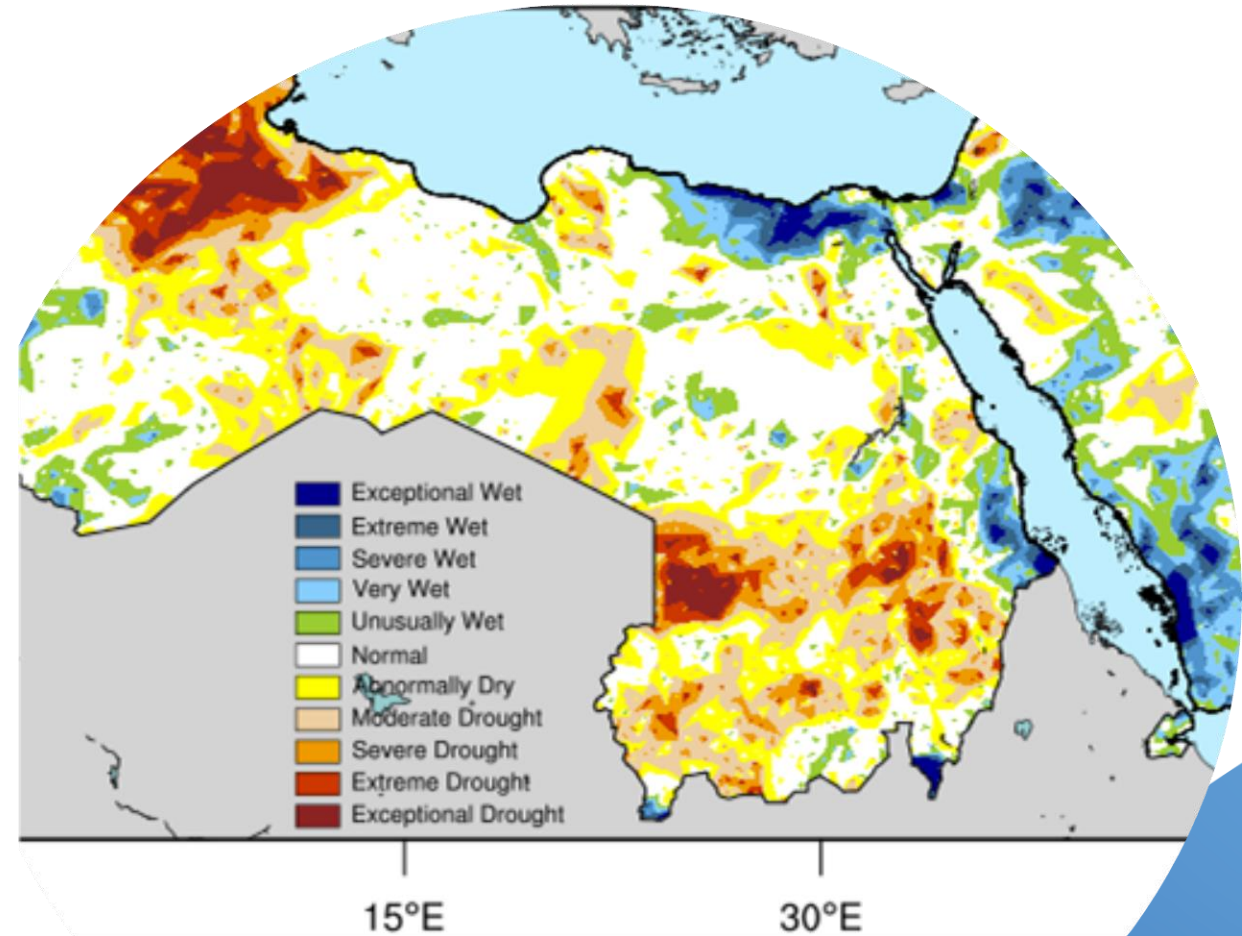 Exceptional Wet
Extreme Wet
Severe Wet
Very Wet
Unusually Wet
Normal
Abnormally Dry
Moderate Drought
Severe Drought
Extreme Drought
Exceptional Drought
15°E
30°E